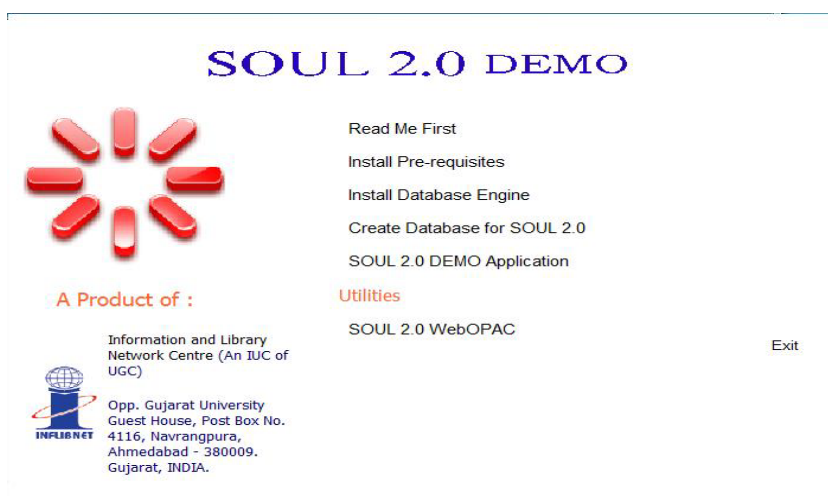 SOUL 2.0 DEMO
Read Me First
Install Pre-requisites
Install Database Engine
Create Database for SOUL 2.0
SOUL 2.0 DEMO Application
Utilities
SOUL 2.0 WebOPAC
Exit
A Product of :
Information and Library
Network Centre (An IUC of
UGC)
Opp. Gujarat University
Guest House, Post Box No.
4116, Navrangpura,
Ahmedabad - 380009.
Gujarat, INDIA.
INFLIBNET